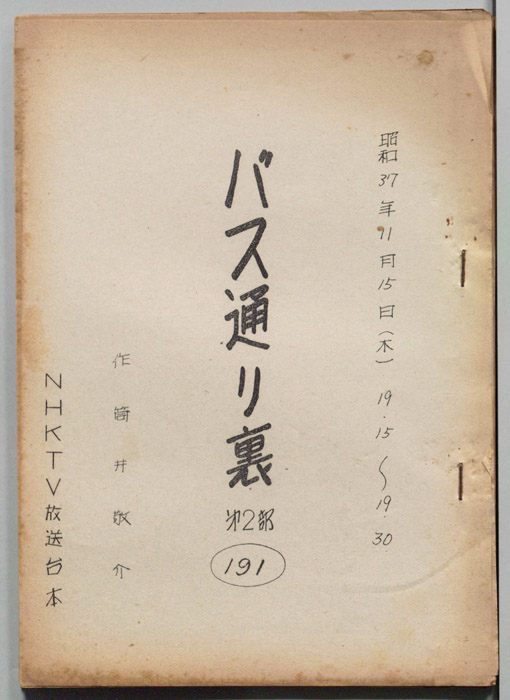 昭和37年11月15日(木) 19.15～19.30
バス通り裏
第2部
191
作 筒井敬介
NHKTV放送台本